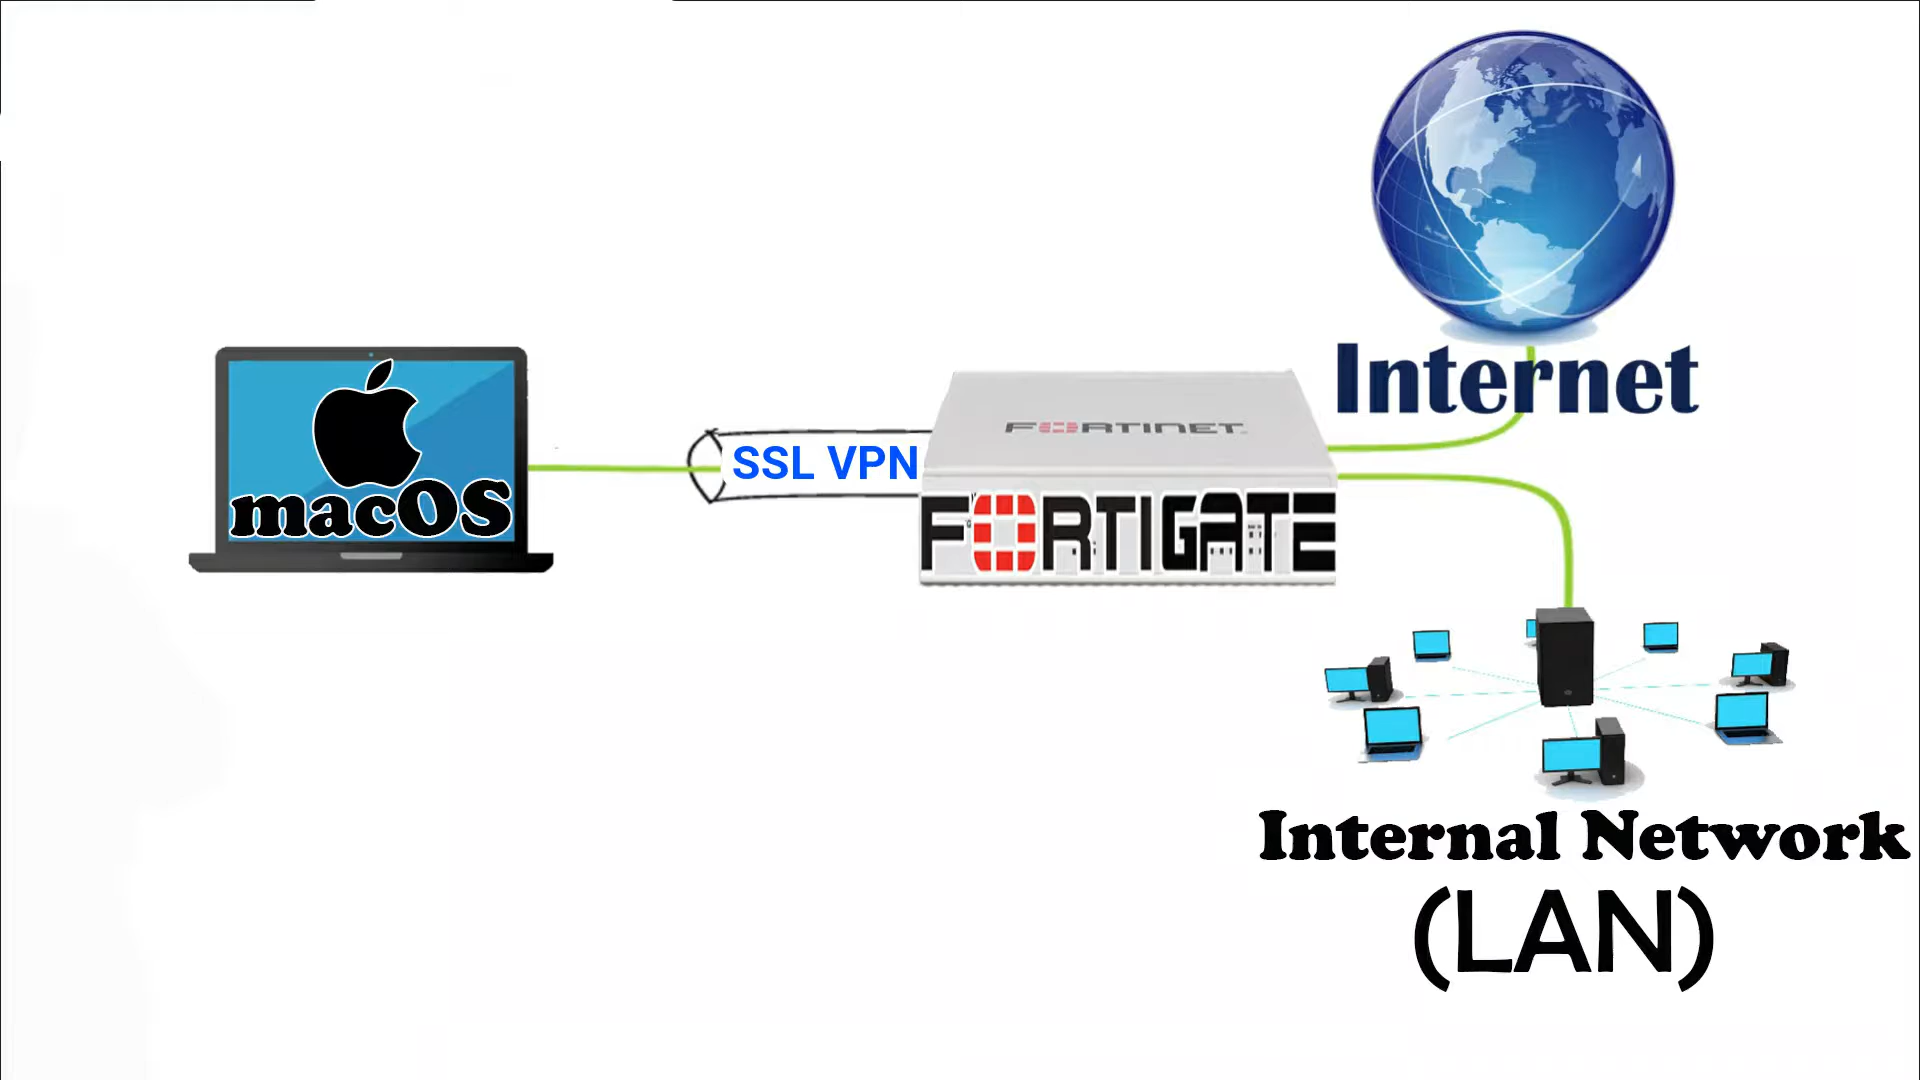 Internet
macOS
SSL VPN
FORTINET
FORTIGATE
Internal Network
(LAN)